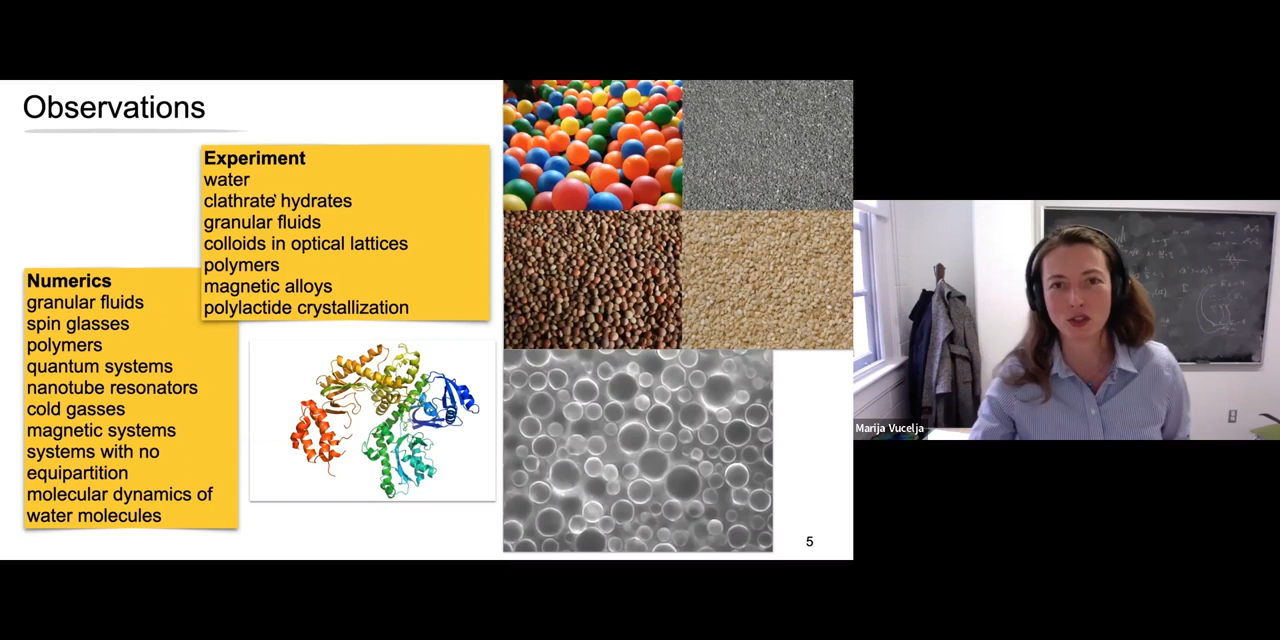 Observations
Experiment
water
clathrate hydrates
granular fluids
colloids in optical lattices
polymers
magnetic alloys
polylactide crystallization
Numerics
granular fluids
spin glasses
polymers
quantum systems
nanotube resonators
cold gasses
magnetic systems
systems with no
equipartition
molecular dynamics of
water molecules
5
Marija Vucelja